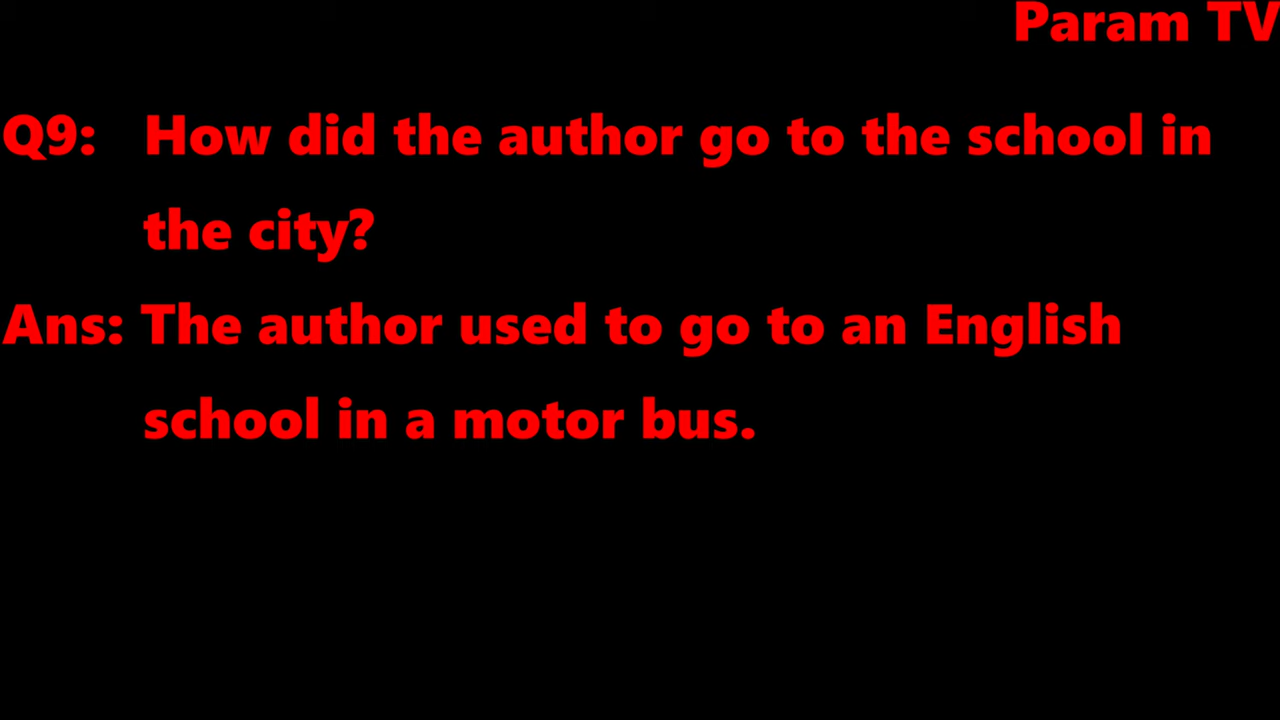 Param TV
Q9: How did the author go to the school in
the city?
Ans: The author used to go to an English
school in a motor bus.